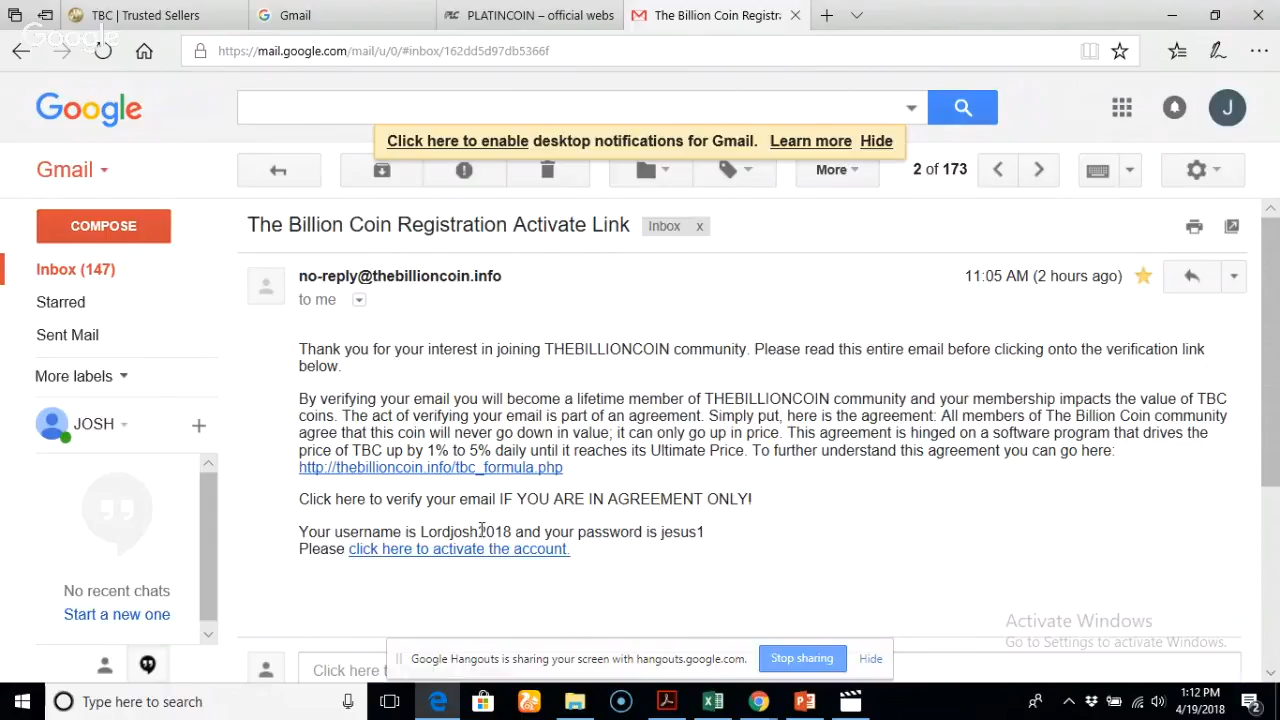 TBC | Trusted Sellers
Gmail
PLC PLATINCOIN – official webs
The Billion Coin Registra
Google
https://mail.google.com/mail/u/0/#inbox/162dd5d97db5366f
Google
J
Click here to enable desktop notifications for Gmail. Learn more Hide
Gmail
More
2 of 173
COMPOSE
The Billion Coin Registration Activate Link
Inbox x
Inbox (147)
Starred
Sent Mail
More labels
JOSH
No recent chats
Start a new one
no-reply@thebillioncoin.info
11:05 AM (2 hours ago)
to me
Thank you for your interest in joining THEBILLIONCOIN community. Please read this entire email before clicking onto the verification link
below.
By verifying your email you will become a lifetime member of THEBILLIONCOIN community and your membership impacts the value of TBC
coins. The act of verifying your email is part of an agreement. Simply put, here is the agreement: All members of The Billion Coin community
agree that this coin will never go down in value; it can only go up in price. This agreement is hinged on a software program that drives the
price of TBC up by 1% to 5% daily until it reaches its Ultimate Price. To further understand this agreement you can go here:
http://thebillioncoin.info/tbc_formula.php
Click here to verify your email IF YOU ARE IN AGREEMENT ONLY!
Your username is Lordjosh2018 and your password is jesus1
Please click here to activate the account.
Activate Windows
Go to Settings to activate Windows.
Click here t
Google Hangouts is sharing your screen with hangouts.google.com.
Stop sharing
Hide
Type here to search
1:12 PM
4/19/2018
2